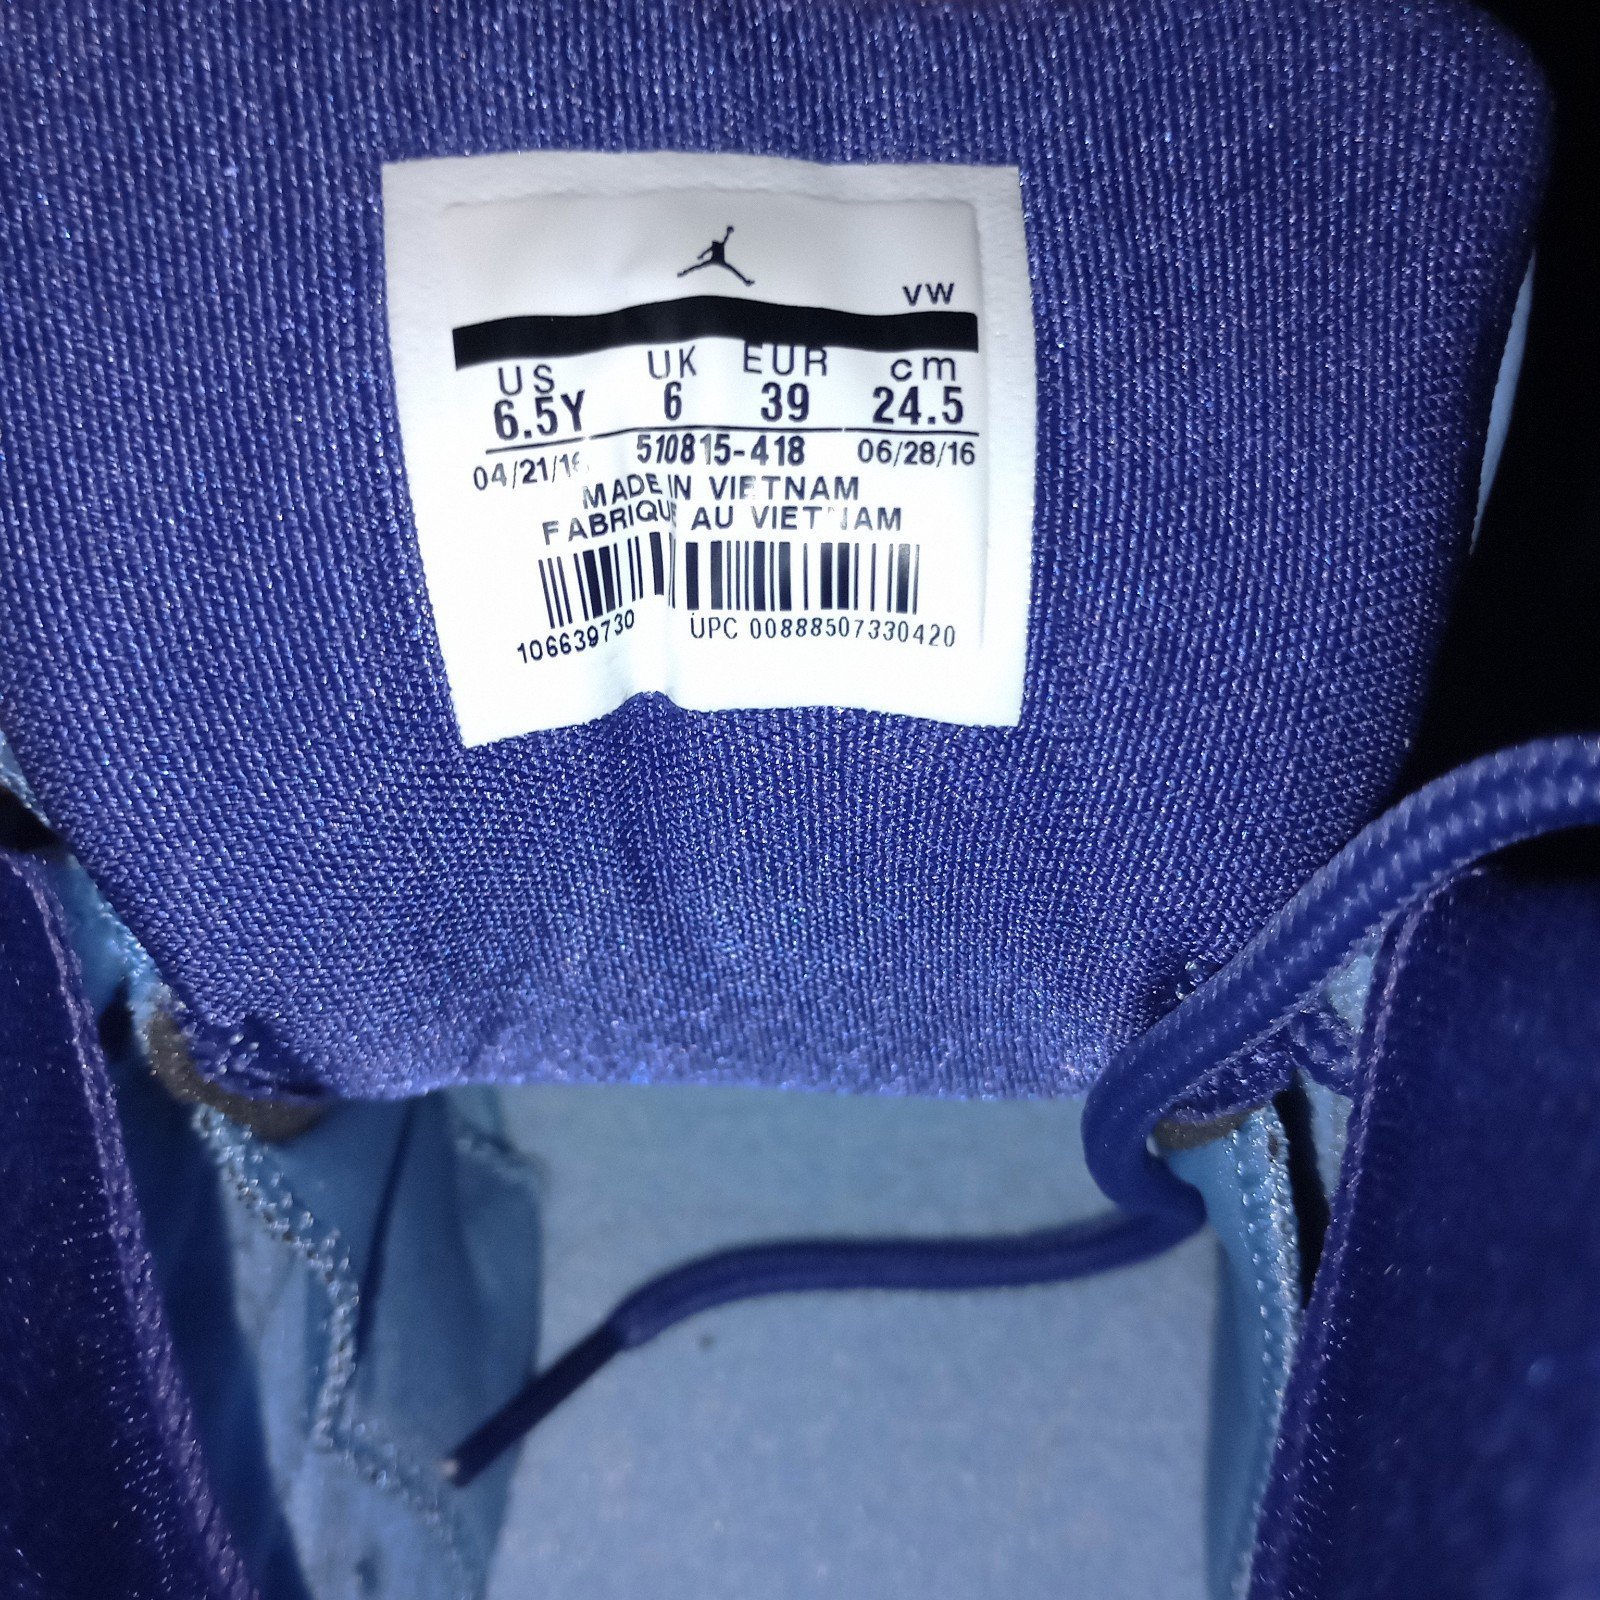 VW
US UK EUR cm
6.5Y 6 39 24.5
04/21/16 510815-418 06/28/16
MADE IN VIETNAM
FABRIQUE AU VIETNAM
106639730 UPC 00888507330420